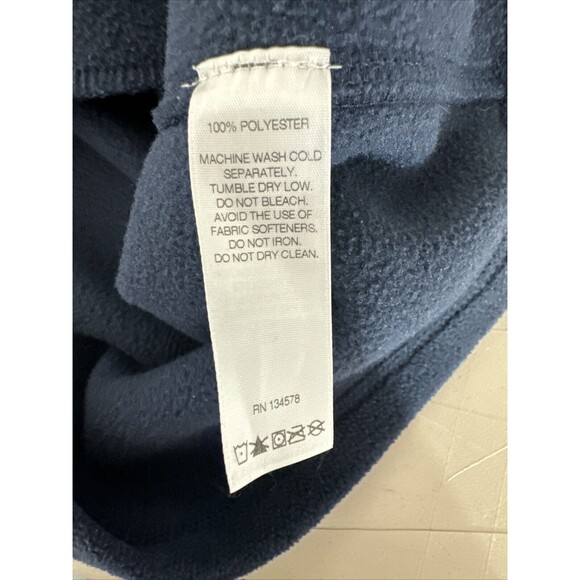 100% POLYESTER
MACHINE WASH COLD
SEPARATELY.
TUMBLE DRY LOW.
DO NOT BLEACH.
AVOID THE USE OF
FABRIC SOFTENERS.
DO NOT IRON.
DO NOT DRY CLEAN.
RN 134578